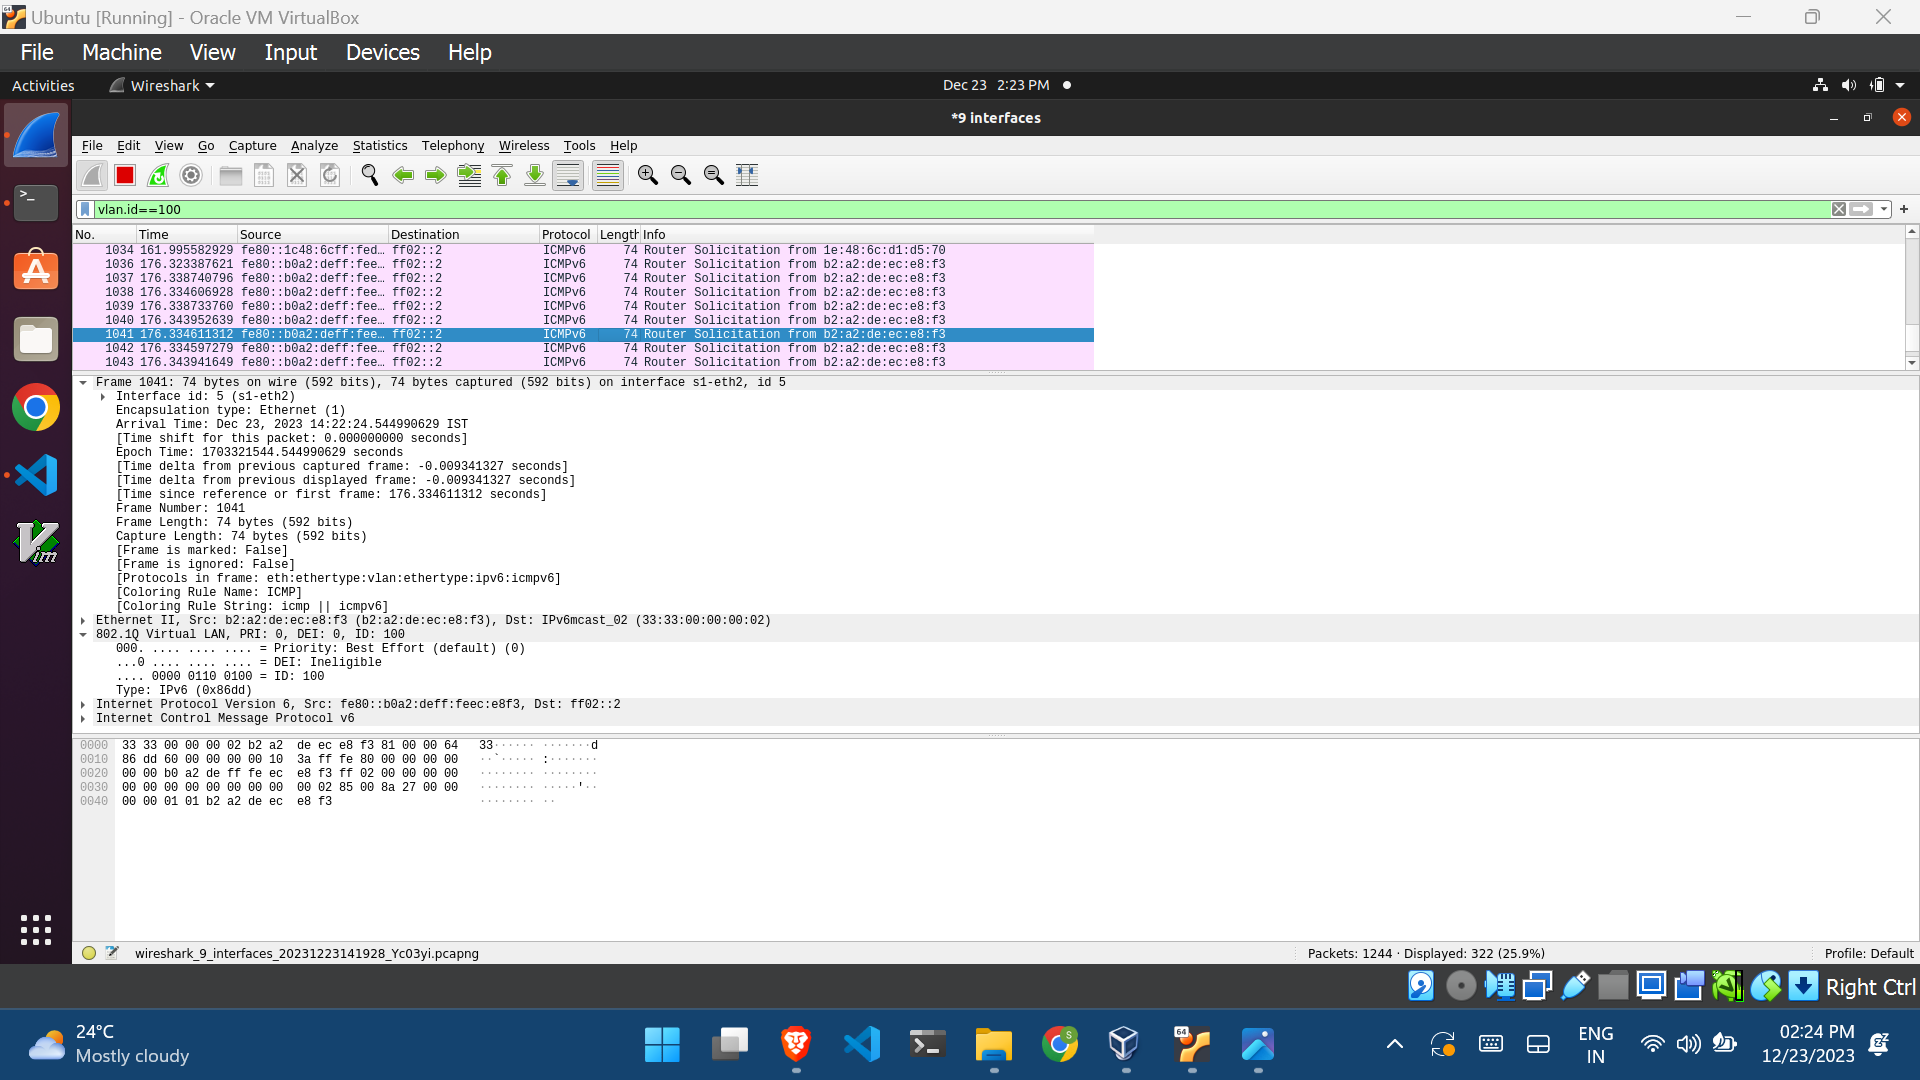 Ubuntu [Running] - Oracle VM VirtualBox
File Machine View Input Devices Help
Activities Wireshark Dec 23 2:23 PM
*9 interfaces
File Edit View Go Capture Analyze Statistics Telephony Wireless Tools Help
vlan.id==100
No. Time Source Destination Protocol Length Info
1034 161.995582929 fe80::1c48:6cff:fed… ff02::2 ICMPv6 74 Router Solicitation from 1e:48:6c:d1:d5:70
1036 176.323387621 fe80::b0a2:deff:fee… ff02::2 ICMPv6 74 Router Solicitation from b2:a2:de:ec:e8:f3
1037 176.338740796 fe80::b0a2:deff:fee… ff02::2 ICMPv6 74 Router Solicitation from b2:a2:de:ec:e8:f3
1038 176.334606928 fe80::b0a2:deff:fee… ff02::2 ICMPv6 74 Router Solicitation from b2:a2:de:ec:e8:f3
1039 176.338733760 fe80::b0a2:deff:fee… ff02::2 ICMPv6 74 Router Solicitation from b2:a2:de:ec:e8:f3
1040 176.343952639 fe80::b0a2:deff:fee… ff02::2 ICMPv6 74 Router Solicitation from b2:a2:de:ec:e8:f3
1041 176.334611312 fe80::b0a2:deff:fee… ff02::2 ICMPv6 74 Router Solicitation from b2:a2:de:ec:e8:f3
1042 176.334597279 fe80::b0a2:deff:fee… ff02::2 ICMPv6 74 Router Solicitation from b2:a2:de:ec:e8:f3
1043 176.343941649 fe80::b0a2:deff:fee… ff02::2 ICMPv6 74 Router Solicitation from b2:a2:de:ec:e8:f3
Frame 1041: 74 bytes on wire (592 bits), 74 bytes captured (592 bits) on interface s1-eth2, id 5
Interface id: 5 (s1-eth2)
Encapsulation type: Ethernet (1)
Arrival Time: Dec 23, 2023 14:22:24.544990629 IST
[Time shift for this packet: 0.000000000 seconds]
Epoch Time: 1703321544.544990629 seconds
[Time delta from previous captured frame: -0.009341327 seconds]
[Time delta from previous displayed frame: -0.009341327 seconds]
[Time since reference or first frame: 176.334611312 seconds]
Frame Number: 1041
Frame Length: 74 bytes (592 bits)
Capture Length: 74 bytes (592 bits)
[Frame is marked: False]
[Frame is ignored: False]
[Protocols in frame: eth:ethertype:vlan:ethertype:ipv6:icmpv6]
[Coloring Rule Name: ICMP]
[Coloring Rule String: icmp || icmpv6]
Ethernet II, Src: b2:a2:de:ec:e8:f3 (b2:a2:de:ec:e8:f3), Dst: IPv6mcast_02 (33:33:00:00:00:02)
802.1Q Virtual LAN, PRI: 0, DEI: 0, ID: 100
000. .... .... .... = Priority: Best Effort (default) (0)
...0 .... .... .... = DEI: Ineligible
.... 0000 0110 0100 = ID: 100
Type: IPv6 (0x86dd)
Internet Protocol Version 6, Src: fe80::b0a2:deff:feec:e8f3, Dst: ff02::2
Internet Control Message Protocol v6
0000 33 33 00 00 00 02 b2 a2 de ec e8 f3 81 00 00 64 33······ ·······d
0010 86 dd 60 00 00 00 00 10 3a ff fe 80 00 00 00 00 ··`····· :·······
0020 00 00 b0 a2 de ff fe ec e8 f3 ff 02 00 00 00 00 ········ ········
0030 00 00 00 00 00 00 00 00 00 02 85 00 8a 27 00 00 ········ ·····'··
0040 00 00 01 01 b2 a2 de ec e8 f3 ········ ··
wireshark_9_interfaces_20231223141928_Yc03yi.pcapng Packets: 1244 · Displayed: 322 (25.9%) Profile: Default
Right Ctrl
24°C
Mostly cloudy
ENG
IN
02:24 PM
12/23/2023